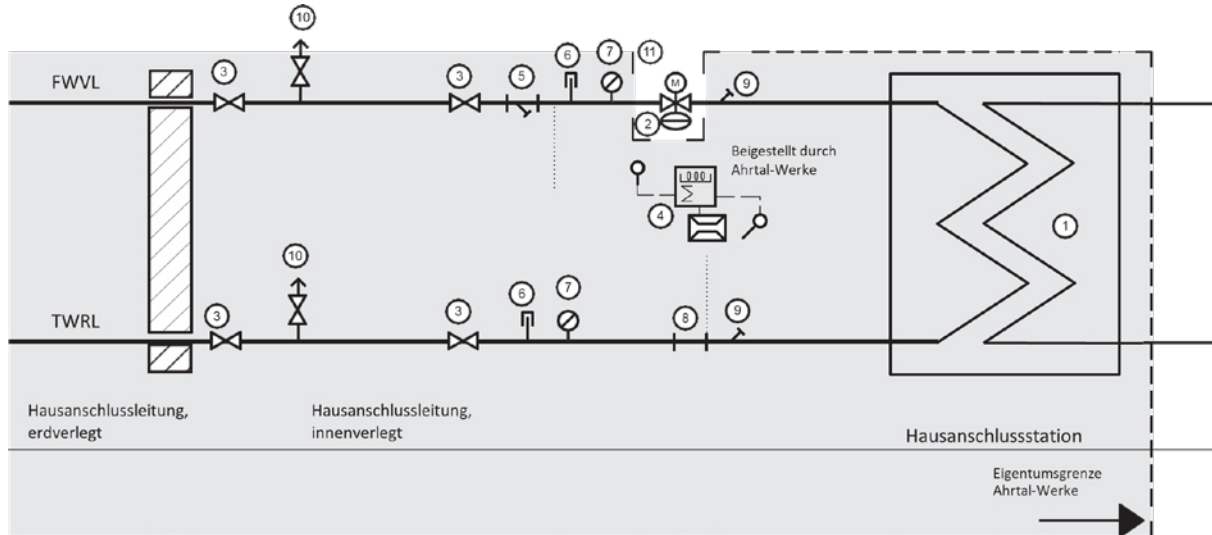 10
11
FWVL
3
3
5
6
7
M
9
2
Beigestellt durch
Ahrtal-Werke
000
Σ
4
1
10
TWRL
3
3
6
7
8
9
Hausanschlussleitung,
erdverlegt
Hausanschlussleitung,
innenverlegt
Hausanschlussstation
Eigentumsgrenze
Ahrtal-Werke